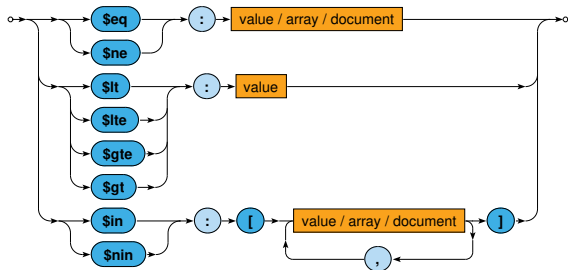 $eq : value / array / document
$ne
$lt : value
$lte
$gte
$gt
$in : [ value / array / document ]
$nin ,